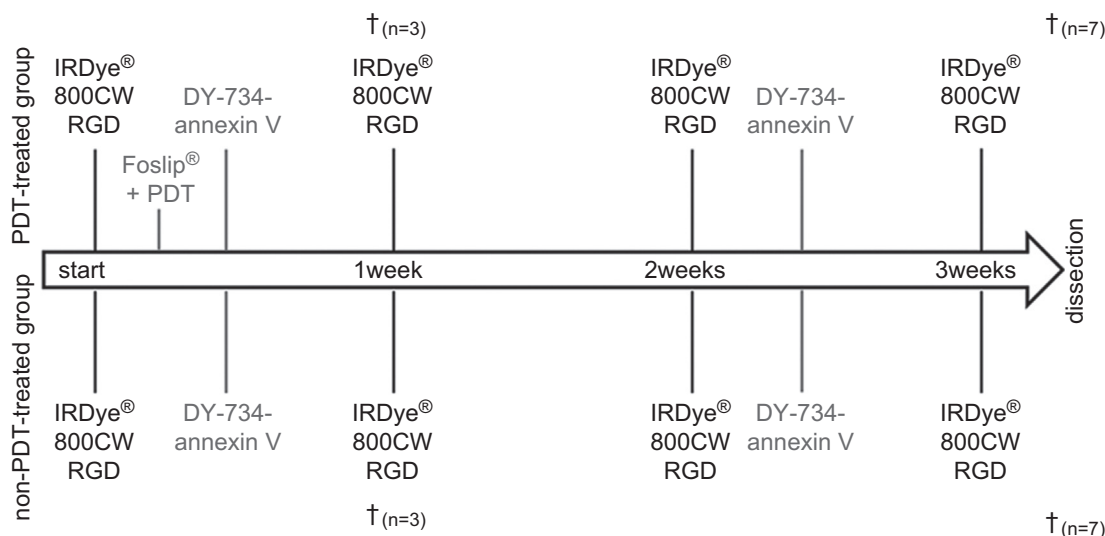 † (n=3)
† (n=7)
PDT-treated group
IRDye®
800CW
RGD
Foslip®
+ PDT
DY-734-
annexin V
IRDye®
800CW
RGD
IRDye®
800CW
RGD
DY-734-
annexin V
IRDye®
800CW
RGD
start
1week
2weeks
3weeks
dissection
non-PDT-treated group
IRDye®
800CW
RGD
DY-734-
annexin V
IRDye®
800CW
RGD
IRDye®
800CW
RGD
DY-734-
annexin V
IRDye®
800CW
RGD
† (n=3)
† (n=7)